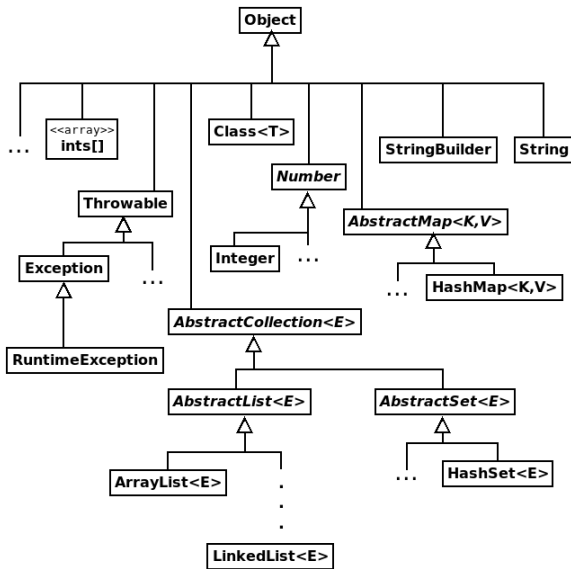 Object
...
<<array>>
ints[]
Class<T>
StringBuilder
String
Number
Throwable
AbstractMap<K,V>
Integer
...
Exception
...
...
HashMap<K,V>
AbstractCollection<E>
RuntimeException
AbstractList<E>
AbstractSet<E>
ArrayList<E>
...
HashSet<E>
.
.
.
LinkedList<E>